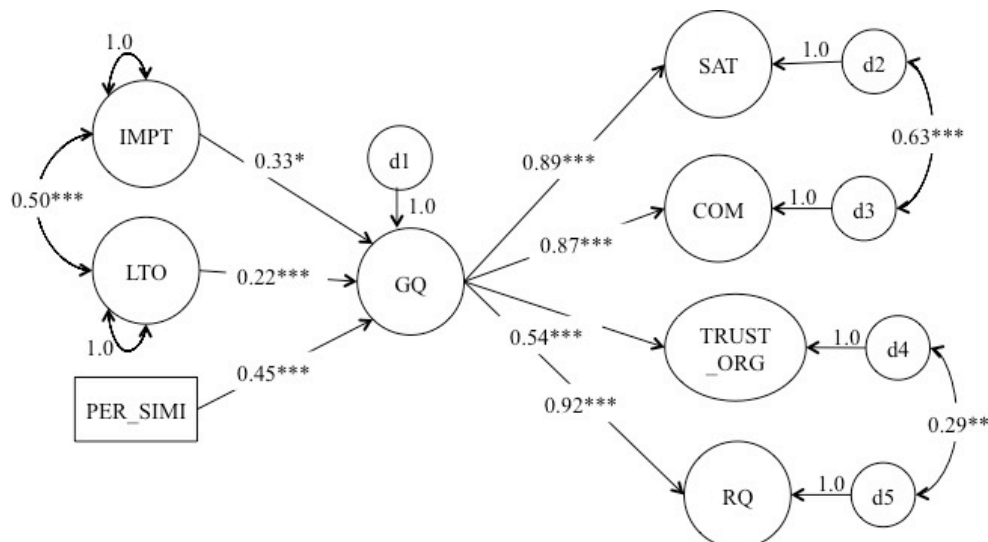 1.0
IMPT
0.50***
LTO
1.0
PER_SIMI
0.33*
0.22***
0.45***
d1
1.0
GQ
0.89***
0.87***
0.54***
0.92***
SAT
1.0
d2
0.63***
COM
1.0
d3
TRUST
_ORG
1.0
d4
0.29**
RQ
1.0
d5